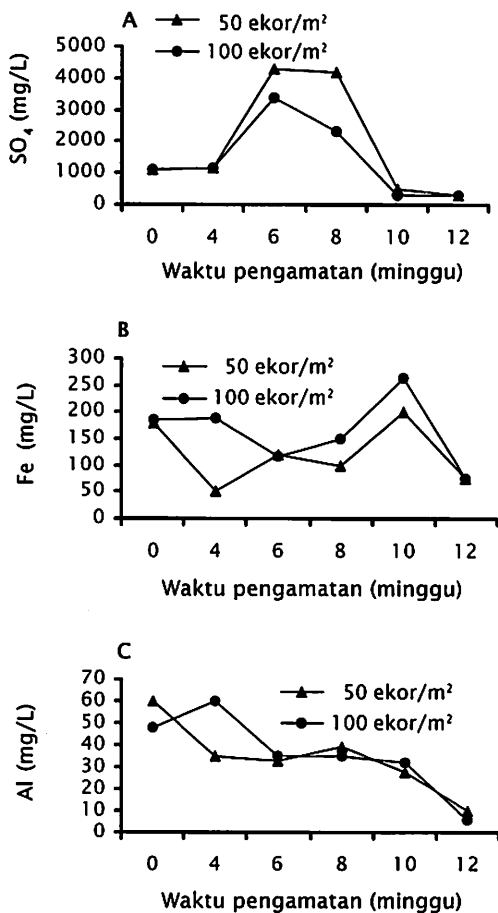 A
50 ekor/m²
100 ekor/m²
SO₄ (mg/L)
5000
4000
3000
2000
1000
0
0 4 6 8 10 12
Waktu pengamatan (minggu)
B
50 ekor/m²
100 ekor/m²
Fe (mg/L)
300
250
200
150
100
50
0
0 4 6 8 10 12
Waktu pengamatan (minggu)
C
50 ekor/m²
100 ekor/m²
Al (mg/L)
70
60
50
40
30
20
10
0
0 4 6 8 10 12
Waktu pengamatan (minggu)